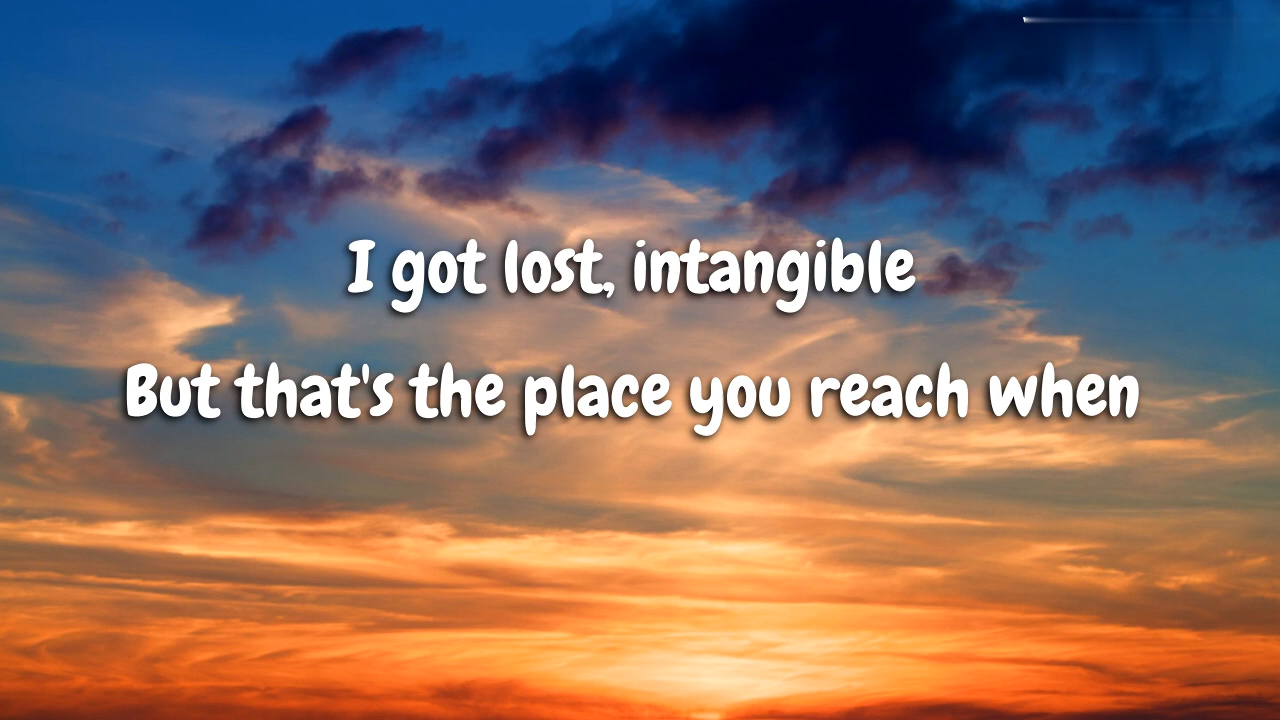 I got lost, intangible
But that's the place you reach when